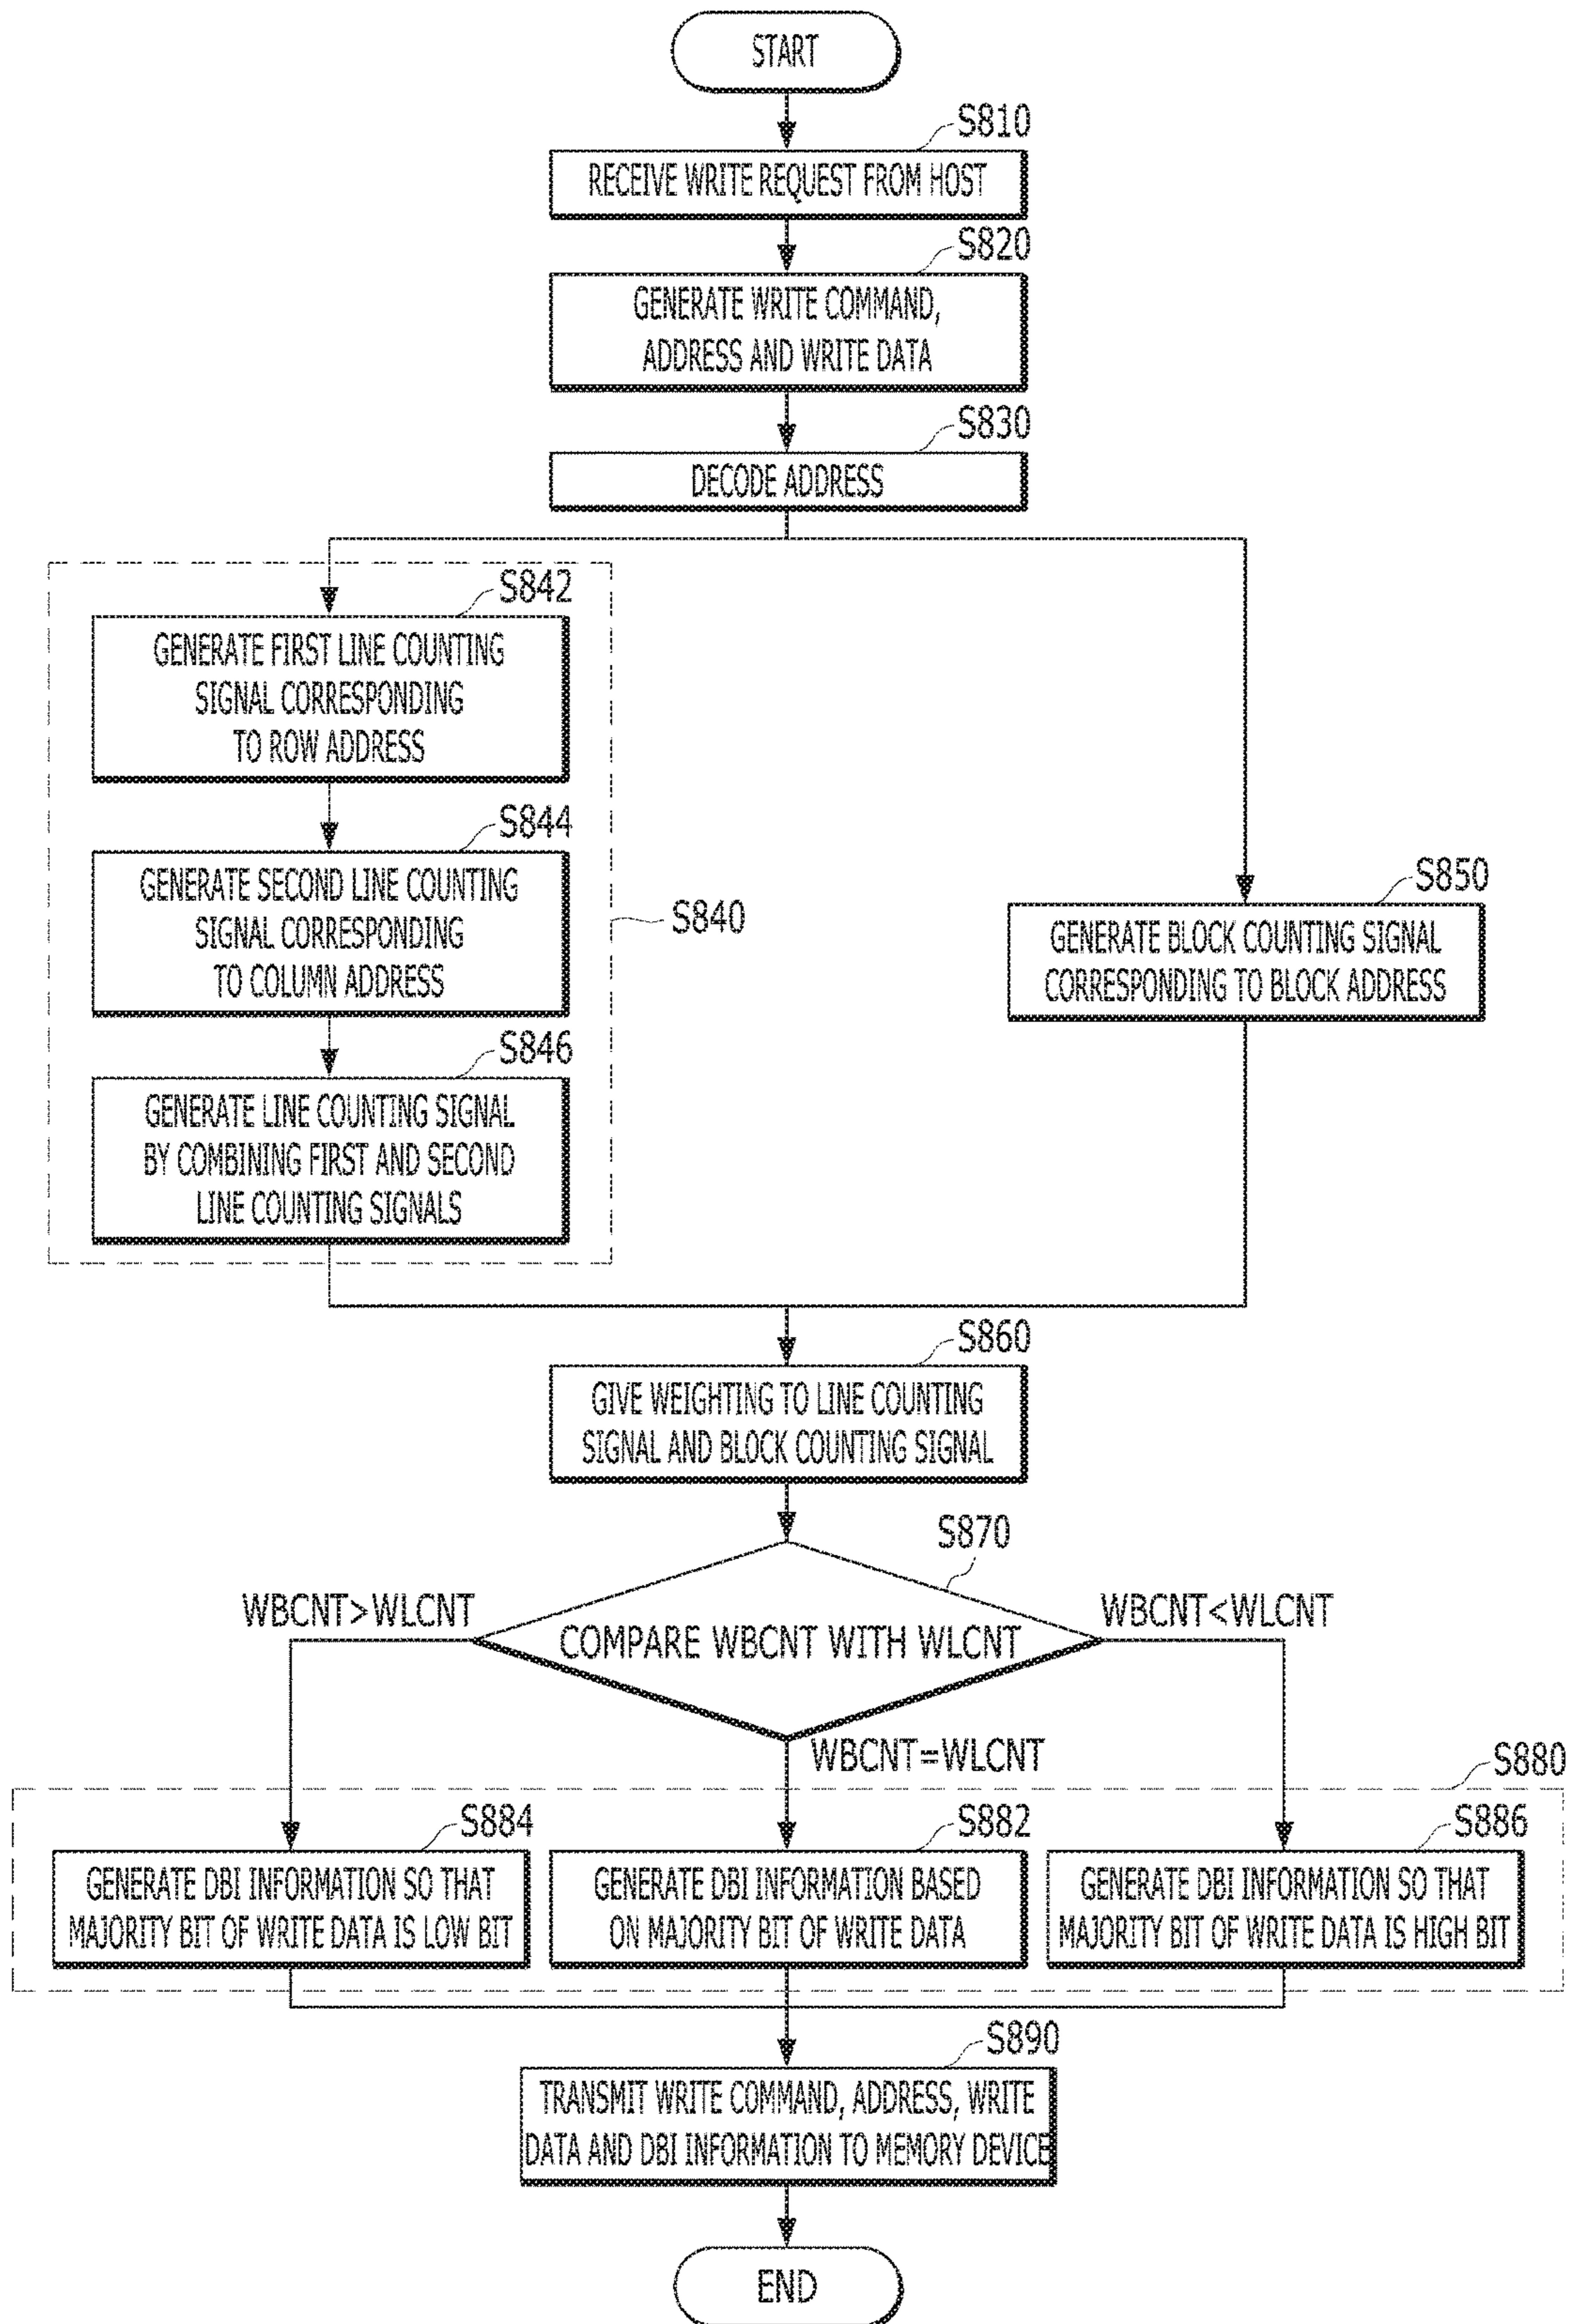 START
S810
RECEIVE WRITE REQUEST FROM HOST
S820
GENERATE WRITE COMMAND,
ADDRESS AND WRITE DATA
S830
DECODE ADDRESS
S842
GENERATE FIRST LINE COUNTING
SIGNAL CORRESPONDING
TO ROW ADDRESS
S844
GENERATE SECOND LINE COUNTING
SIGNAL CORRESPONDING
TO COLUMN ADDRESS
S840
S846
GENERATE LINE COUNTING SIGNAL
BY COMBINING FIRST AND SECOND
LINE COUNTING SIGNALS
S850
GENERATE BLOCK COUNTING SIGNAL
CORRESPONDING TO BLOCK ADDRESS
S860
GIVE WEIGHTING TO LINE COUNTING
SIGNAL AND BLOCK COUNTING SIGNAL
S870
COMPARE WBCNT WITH WLCNT
WBCNT>WLCNT
WBCNT=WLCNT
WBCNT<WLCNT
S880
S884
GENERATE DBI INFORMATION SO THAT
MAJORITY BIT OF WRITE DATA IS LOW BIT
S882
GENERATE DBI INFORMATION BASED
ON MAJORITY BIT OF WRITE DATA
S886
GENERATE DBI INFORMATION SO THAT
MAJORITY BIT OF WRITE DATA IS HIGH BIT
S890
TRANSMIT WRITE COMMAND, ADDRESS, WRITE
DATA AND DBI INFORMATION TO MEMORY DEVICE
END